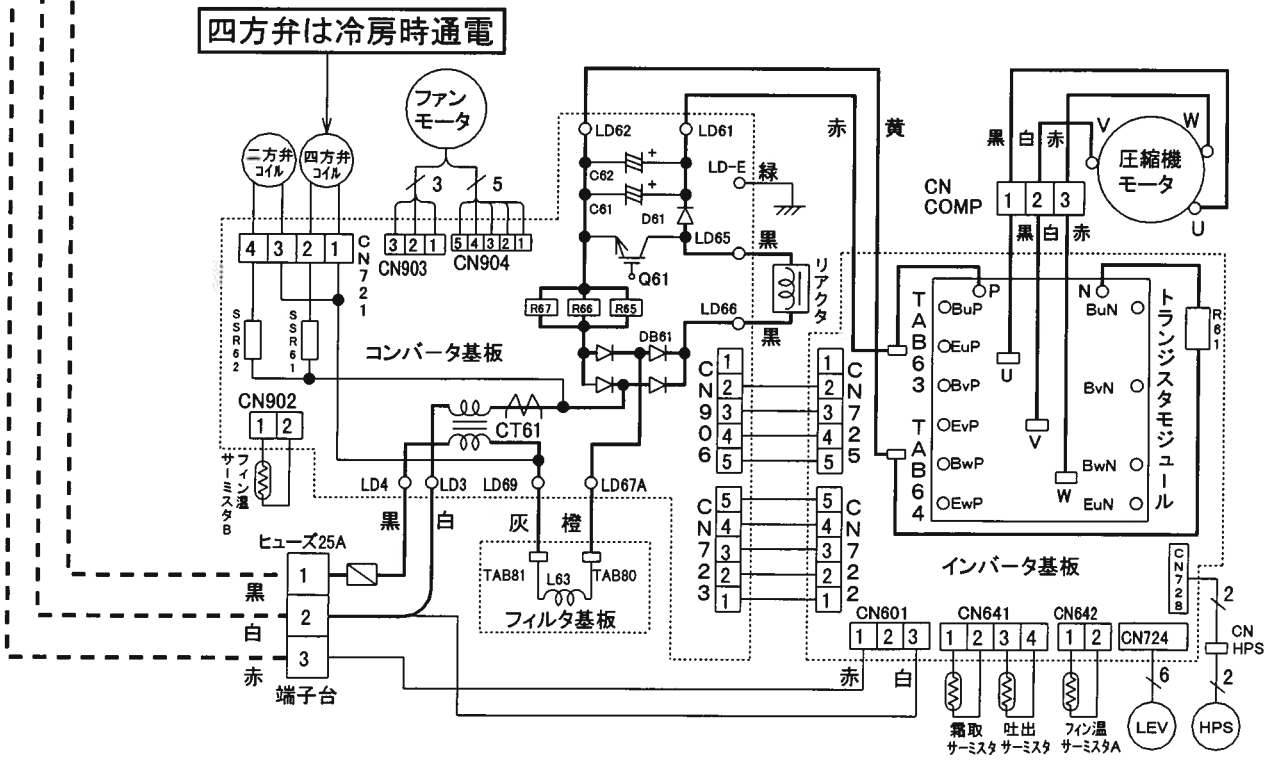 四方弁は冷房時通電
ファン
モータ
二方弁
コイル
四方弁
コイル
3
5
4 3 2 1
CN721
3 2 1
CN903
5 4 3 2 1
CN904
LD62
LD61
C62
+
C61
+
LD-E
緑
D61
LD65
黒
Q61
リアクタ
R67
R66
R65
LD66
黒
DB61
赤
黄
黒
白
赤
V
W
圧縮機
モータ
U
CN
COMP
1 2 3
黒
白
赤
SSR62
SSR61
コンバータ基板
CN902
1 2
フィン温
サーミスタB
CT61
LD4
LD3
LD69
LD67A
黒
白
灰
橙
TAB81
L63
TAB80
フィルタ基板
ヒューズ25A
1
2
3
黒
白
赤
端子台
1
2
3
4
5
CN906
1
2
3
4
5
CN725
5
4
3
2
1
CN723
5
4
3
2
1
CN722
TAB63
TAB64
P
N
BuP
EuP
BvP
EvP
BwP
EwP
BuN
BvN
BwN
EuN
U
V
W
トランジスタモジュール
R61
インバータ基板
CN728
2
CN
HPS
2
HPS
CN601
1 2 3
赤
白
CN641
1 2 3 4
霜取
サーミスタ
吐出
サーミスタ
CN642
1 2
フィン温
サーミスタA
CN724
6
LEV